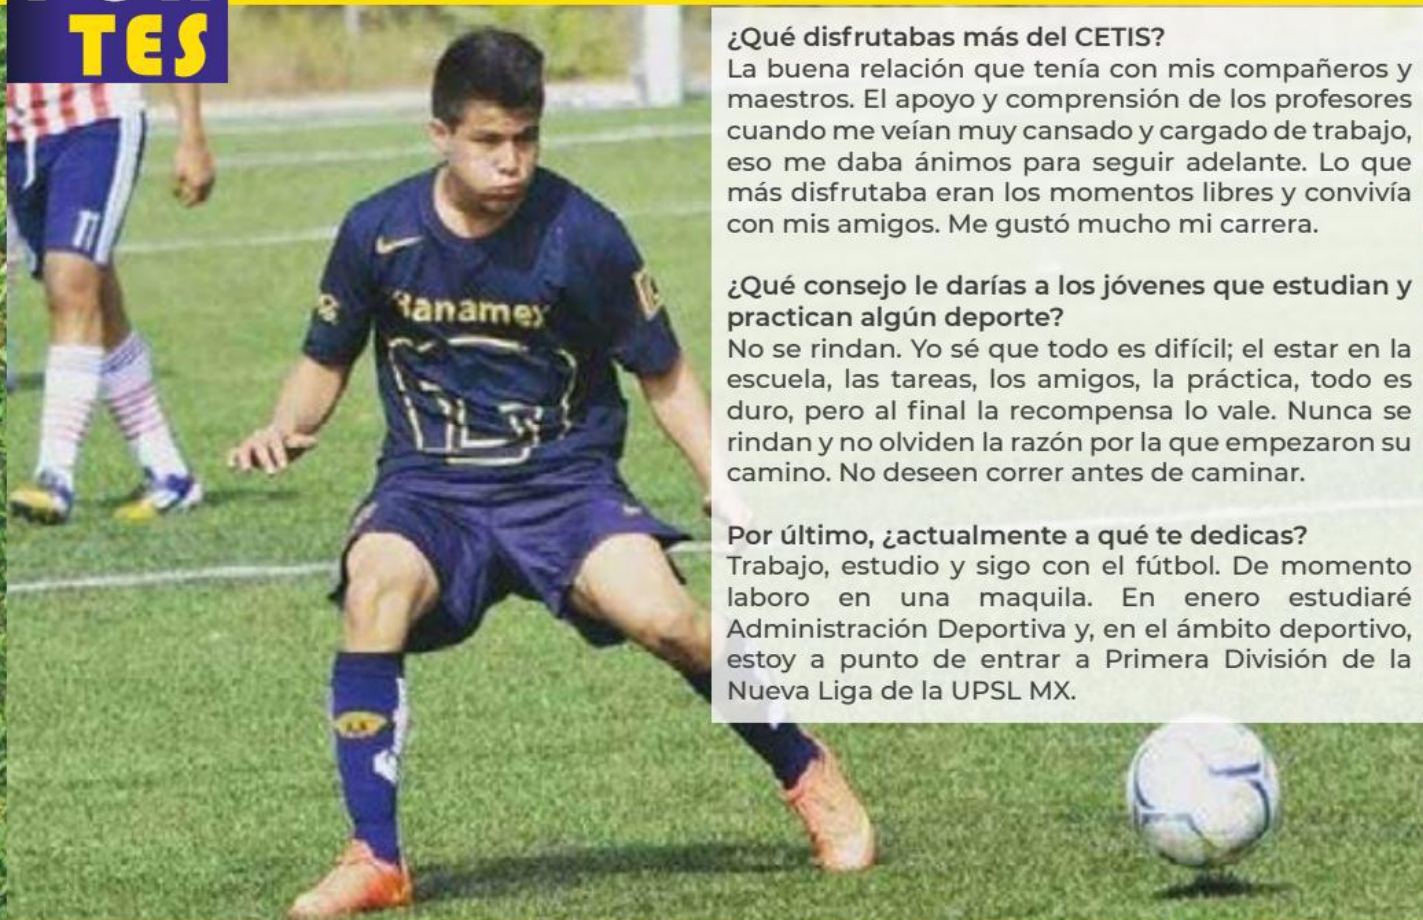 TES
¿Qué disfrutabas más del CETIS?
La buena relación que tenía con mis compañeros y
maestros. El apoyo y comprensión de los profesores
cuando me veían muy cansado y cargado de trabajo,
eso me daba ánimos para seguir adelante. Lo que
más disfrutaba eran los momentos libres y convivía
con mis amigos. Me gustó mucho mi carrera.
¿Qué consejo le darías a los jóvenes que estudian y
practican algún deporte?
No se rindan. Yo sé que todo es difícil; el estar en la
escuela, las tareas, los amigos, la práctica, todo es
duro, pero al final la recompensa lo vale. Nunca se
rindan y no olviden la razón por la que empezaron su
camino. No deseen correr antes de caminar.
Por último, ¿actualmente a qué te dedicas?
Trabajo, estudio y sigo con el fútbol. De momento
laboro en una maquila. En enero estudiaré
Administración Deportiva y, en el ámbito deportivo,
estoy a punto de entrar a Primera División de la
Nueva Liga de la UPSL MX.
Banamex